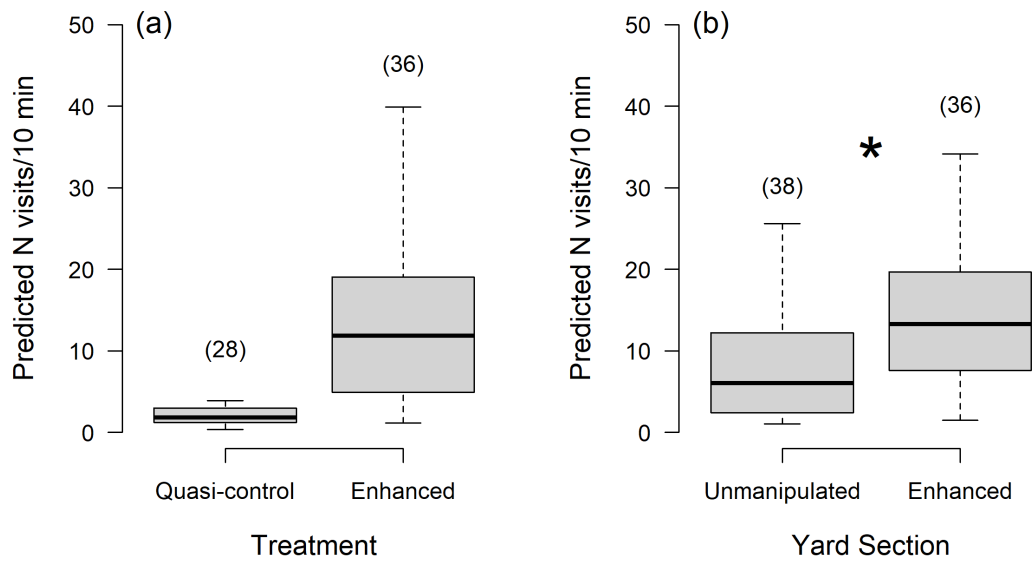 (a)
Predicted N visits/10 min
50
40
30
20
10
0
(28)
(36)
Quasi-control
Enhanced
Treatment
(b)
Predicted N visits/10 min
50
40
30
20
10
0
(38)
*
(36)
Unmanipulated
Enhanced
Yard Section